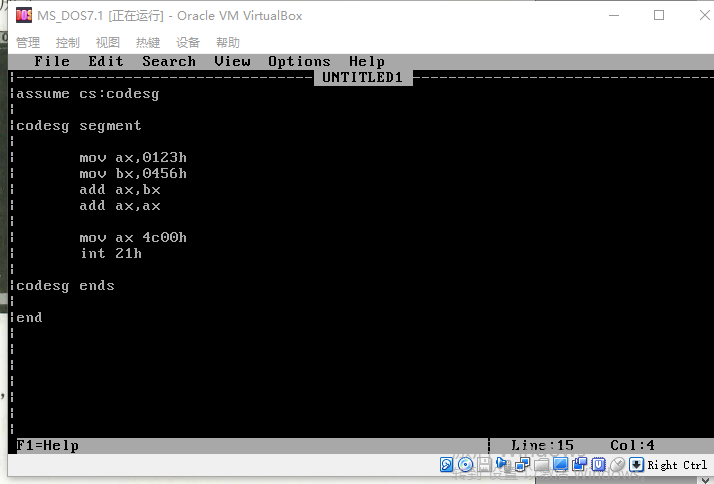 MS_DOS7.1 [正在运行] - Oracle VM VirtualBox
管理 控制 视图 热键 设备 帮助
File Edit Search View Options Help
UNTITLED1
assume cs:codesg
codesg segment
mov ax,0123h
mov bx,0456h
add ax,bx
add ax,ax
mov ax 4c00h
int 21h
codesg ends
end
F1=Help Line:15 Col:4
Right Ctrl